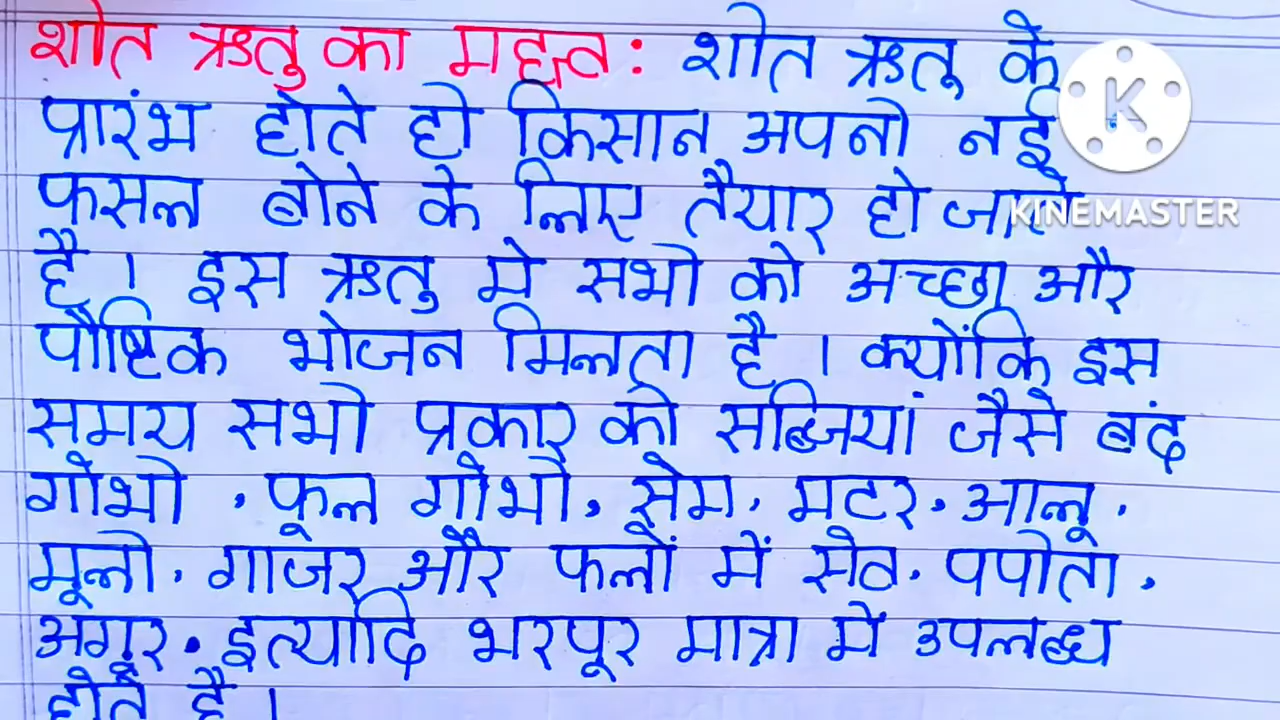 शीत ऋतु का महत्व: शीत ऋतु के
प्रारंभ होते ही किसान अपनी नई
फसल बोने के लिए तैयार हो जाते
है। इस ऋतु मे सभी को अच्छा और
पौष्टिक भोजन मिलता है। क्योंकि इस
समय सभी प्रकार की सब्जियां जैसे बंद
गोभी, फूल गोभी, सेम, मटर, आलू,
मूली, गाजर और फलों में सेव, पपीता,
अंगूर, इत्यादि भरपूर मात्रा में उपलब्ध
होते है।
K
KINEMASTER